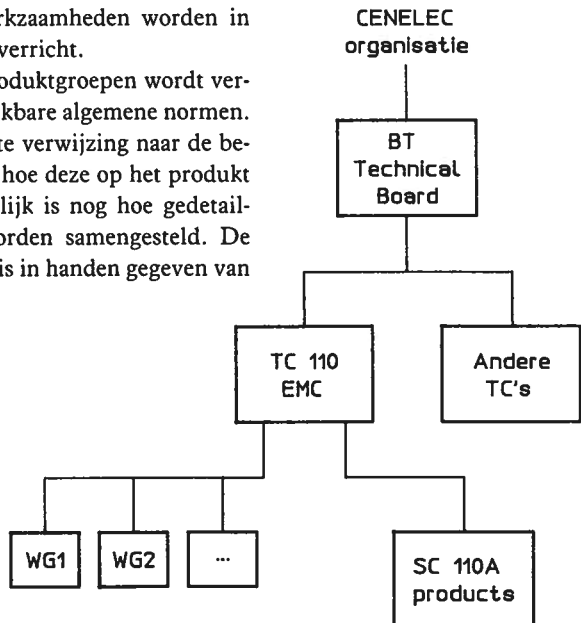 rkzaamheden worden in
verricht.
oduktgroepen wordt ver-
kbare algemene normen.
te verwijzing naar de be-
hoe deze op het produkt
lijk is nog hoe gedetail-
orden samengesteld. De
is in handen gegeven van
CENELEC
organisatie
BT
Technical
Board
TC 110
EMC
Andere
TC's
WG1
WG2
...
SC 110A
products